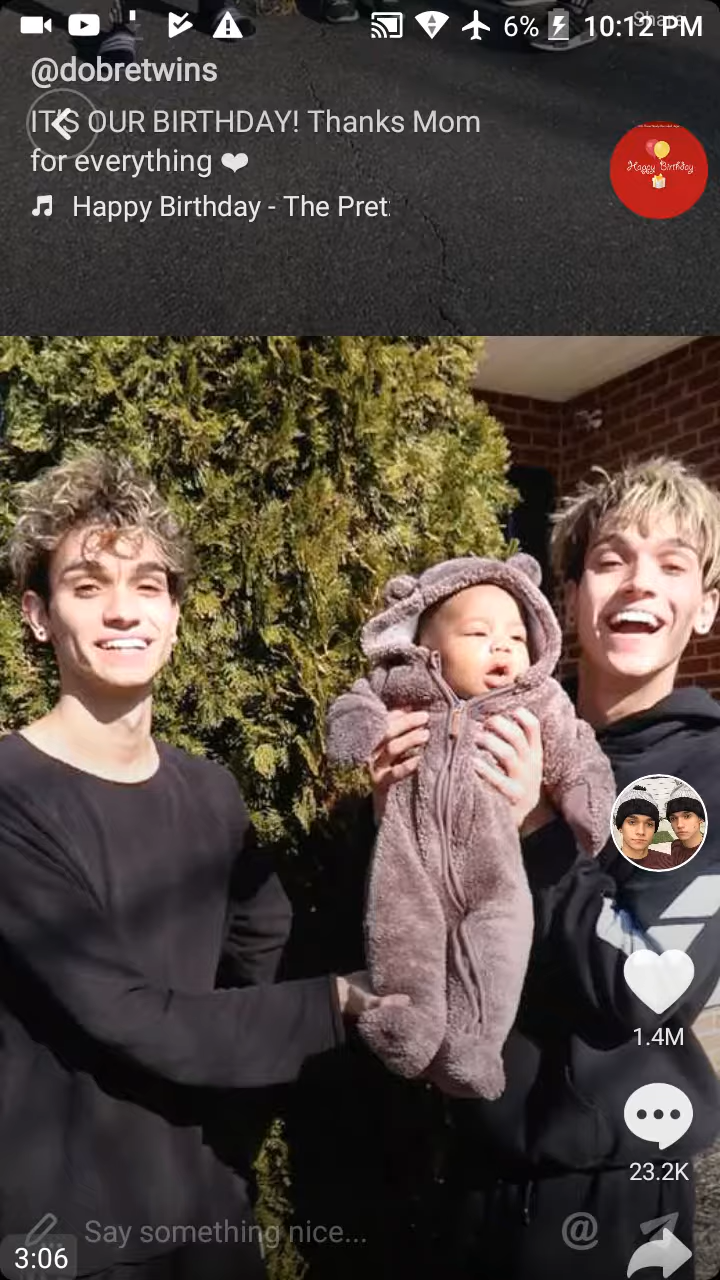 6% 10:12 PM
Share
@dobretwins
IT'S OUR BIRTHDAY! Thanks Mom
for everything ❤
Happy Birthday - The Pret
Happy Birthday
1.4M
23.2K
Say something nice... @
3:06